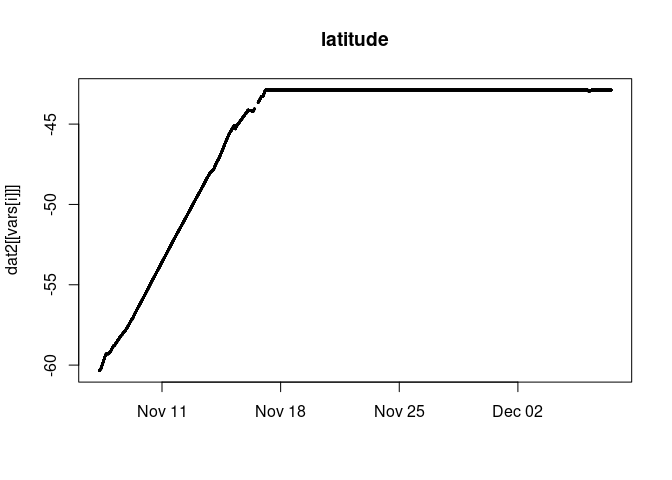 latitude
dat2[[vars[i]]]
-45
-50
-55
-60
Nov 11
Nov 18
Nov 25
Dec 02